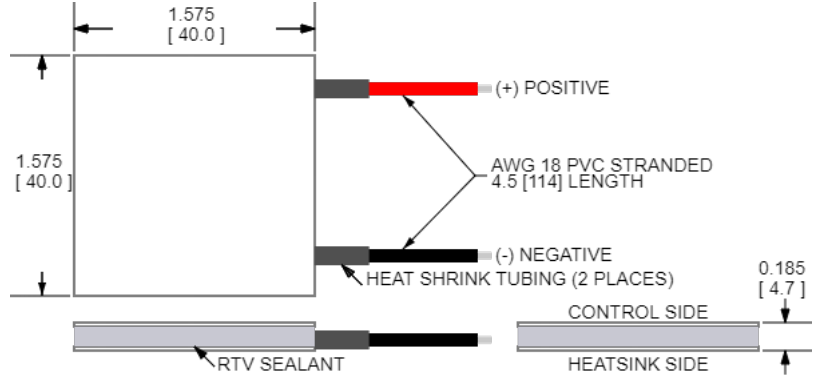 1.575
[ 40.0 ]
(+) POSITIVE
1.575
[ 40.0 ]
AWG 18 PVC STRANDED
4.5 [114] LENGTH
(-) NEGATIVE
HEAT SHRINK TUBING (2 PLACES)
0.185
[ 4.7 ]
CONTROL SIDE
RTV SEALANT
HEATSINK SIDE